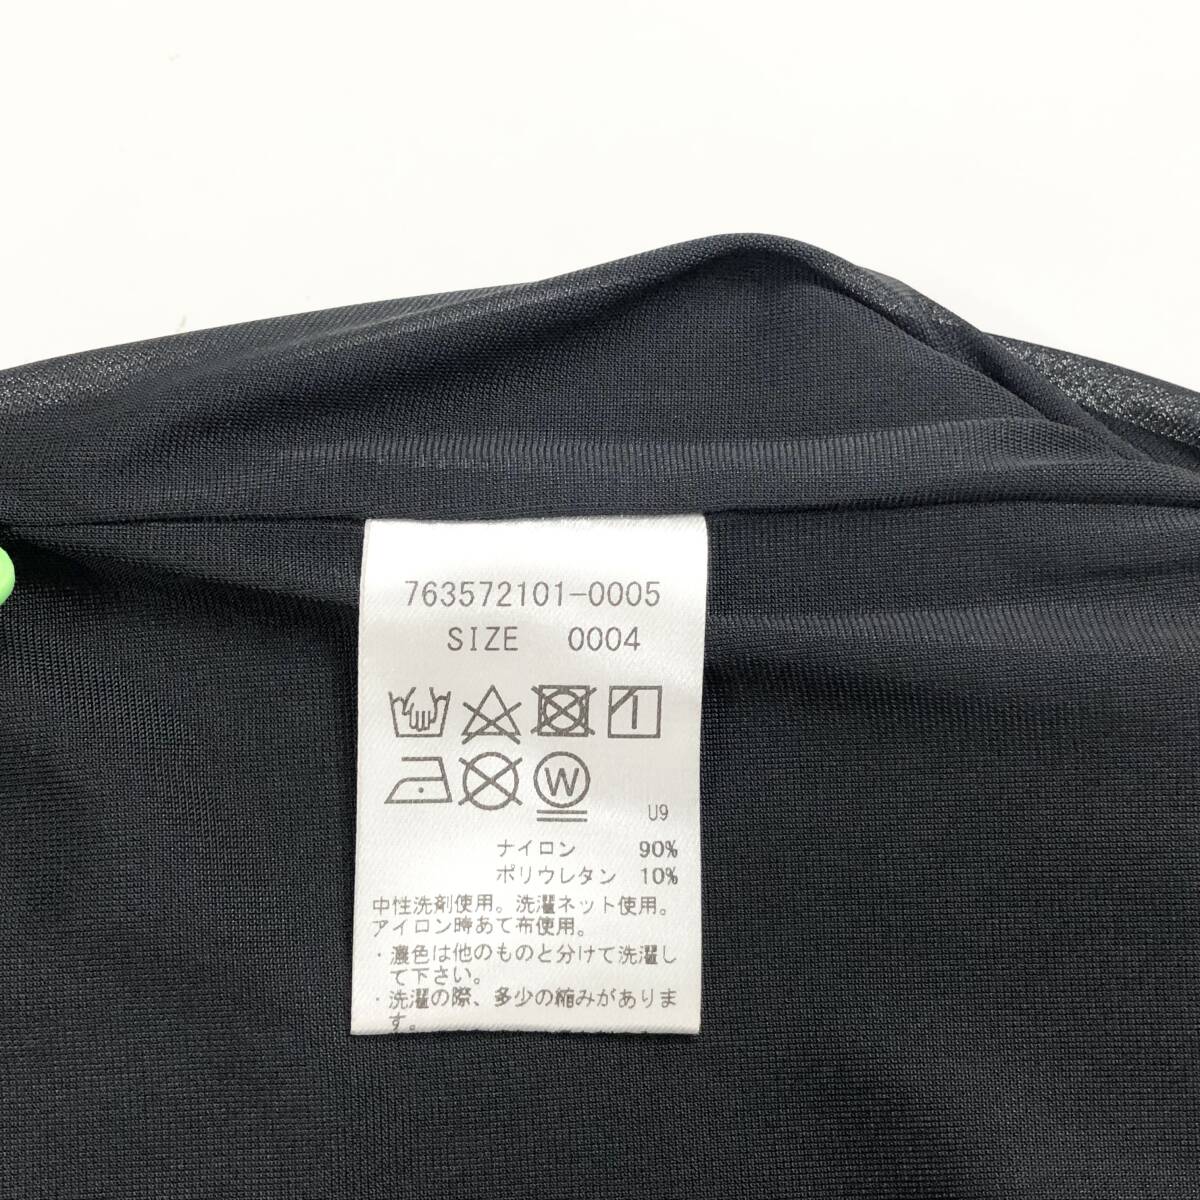 763572101-0005
SIZE 0004
W
U9
ナイロン 90%
ポリウレタン 10%
中性洗剤使用。洗濯ネット使用。
アイロン時あて布使用。
・濃色は他のものと分けて洗濯し
て下さい。
・洗濯の際、多少の縮みがありま
す。